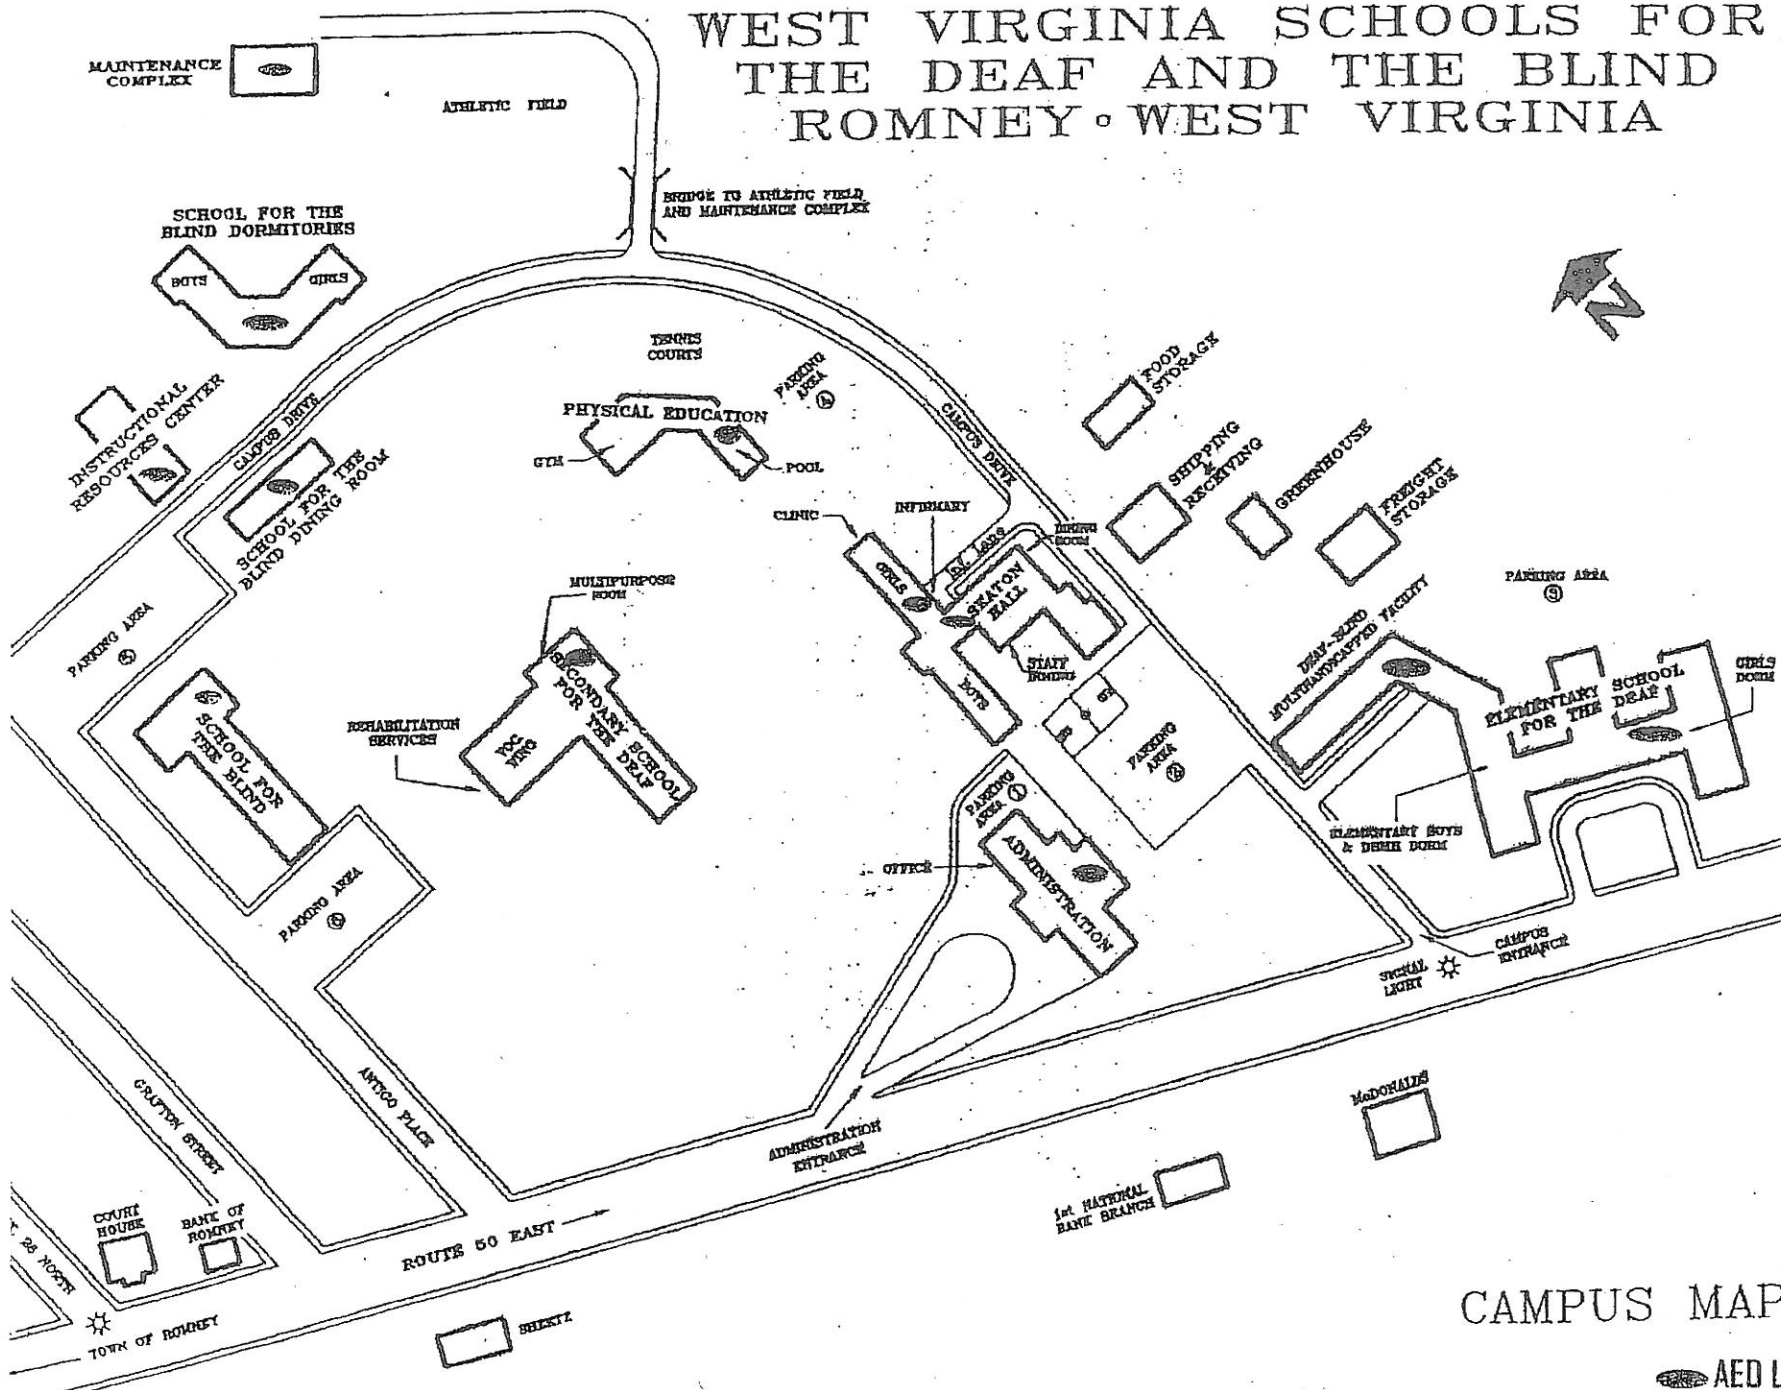 WEST VIRGINIA SCHOOLS FOR
THE DEAF AND THE BLIND
ROMNEY ∘ WEST VIRGINIA
MAINTENANCE
COMPLEX
ATHLETIC FIELD
BRIDGE TO ATHLETIC FIELD
AND MAINTENANCE COMPLEX
SCHOOL FOR THE
BLIND DORMITORIES
BOYS
GIRLS
N
TENNIS
COURTS
PARKING
AREA
4
PHYSICAL EDUCATION
GYM
POOL
CAMPUS DRIVE
CAMPUS DRIVE
INSTRUCTIONAL
RESOURCES CENTER
SCHOOL FOR THE
BLIND DINING ROOM
FOOD
STORAGE
SHIPPING
&
RECEIVING
GREENHOUSE
FREIGHT
STORAGE
CLINIC
INFIRMARY
DINING
ROOM
GIRLS
SEATON
HALL
STAFF
DINING
BOYS
MULTIPURPOSE
ROOM
PARKING AREA
5
PARKING AREA
DEAF-BLIND
MULTIHANDICAPPED FACILITY
ELEMENTARY SCHOOL
FOR THE DEAF
GIRLS
DORM
SECONDARY SCHOOL
FOR THE DEAF
VOC.
WING
REHABILITATION
SERVICES
SCHOOL FOR
THE BLIND
PARKING
AREA
2
PARKING
AREA
1
ELEMENTARY BOYS
& DBMH DORM
OFFICE
ADMINISTRATION
PARKING AREA
CAMPUS
ENTRANCE
SIGNAL
LIGHT
ANTIGO PLACE
GRAFTON STREET
ADMINISTRATION
ENTRANCE
McDONALDS
1st NATIONAL
BANK BRANCH
COURT
HOUSE
BANK OF
ROMNEY
28 NORTH
ROUTE 50 EAST
TOWN OF ROMNEY
SHEETZ
CAMPUS MAP
AED L